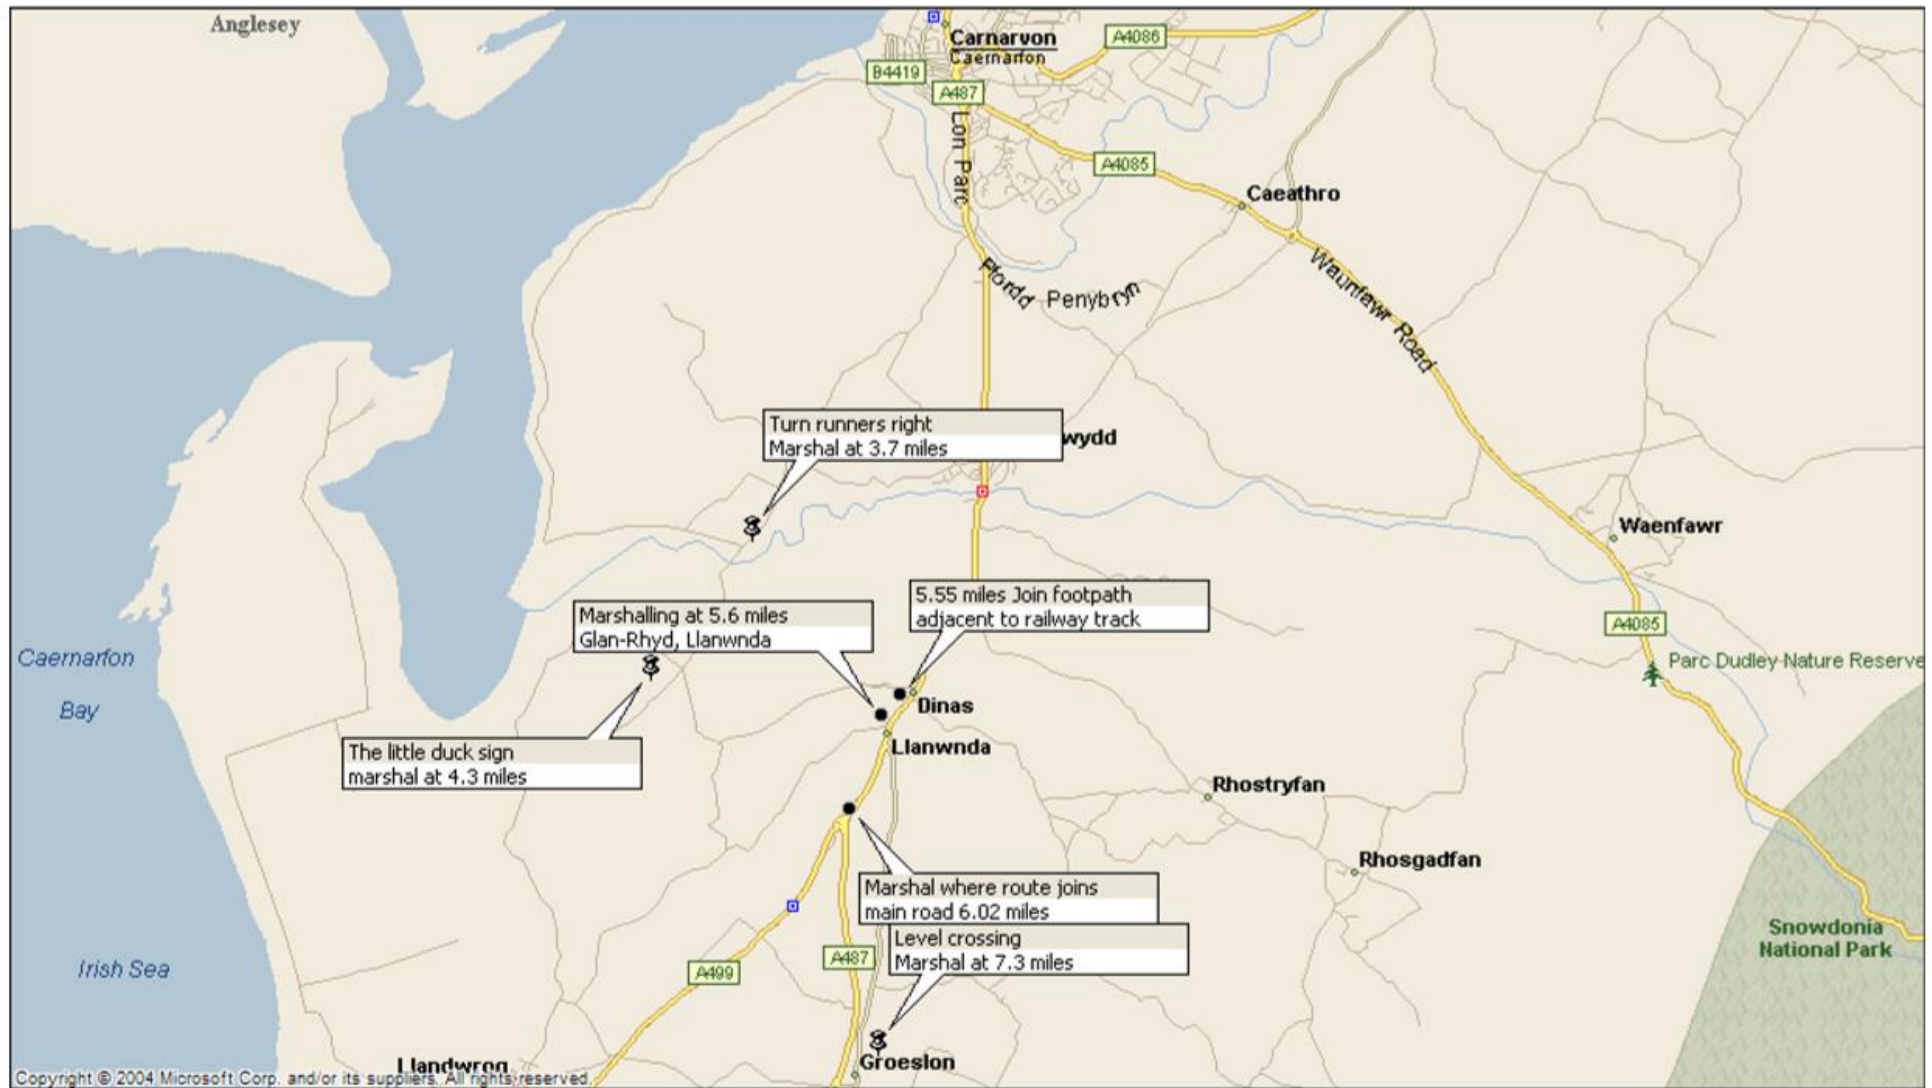 Anglesey
Carnarvon
Caernarfon
A4086
B4419
A487
Lon Parc
A4085
Caeathro
Ffordd Penybryn
Waunfawr Road
Turn runners right
Marshal at 3.7 miles
wydd
Waenfawr
5.55 miles Join footpath
adjacent to railway track
Marshalling at 5.6 miles
Glan-Rhyd, Llanwnda
A4085
Caernarfon
Bay
Parc Dudley Nature Reserve
Dinas
The little duck sign
marshal at 4.3 miles
Llanwnda
Rhostryfan
Rhosgadfan
Marshal where route joins
main road 6.02 miles
Level crossing
Marshal at 7.3 miles
Snowdonia
National Park
Irish Sea
A499
A487
Groeslon
Llandwrog
Copyright © 2004 Microsoft Corp. and/or its suppliers. All rights reserved.